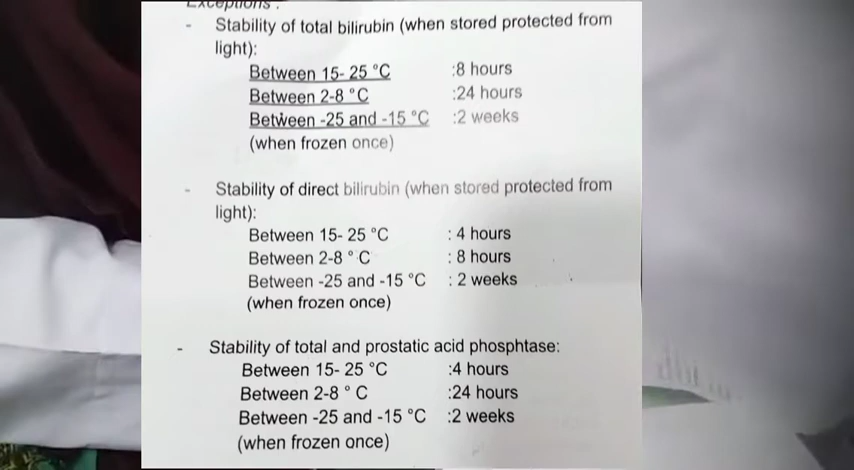 Exceptions :
- Stability of total bilirubin (when stored protected from
light):
Between 15- 25 °C :8 hours
Between 2-8 °C :24 hours
Between -25 and -15 °C :2 weeks
(when frozen once)
- Stability of direct bilirubin (when stored protected from
light):
Between 15- 25 °C : 4 hours
Between 2-8 ° C : 8 hours
Between -25 and -15 °C : 2 weeks
(when frozen once)
- Stability of total and prostatic acid phosphtase:
Between 15- 25 °C :4 hours
Between 2-8 ° C :24 hours
Between -25 and -15 °C :2 weeks
(when frozen once)